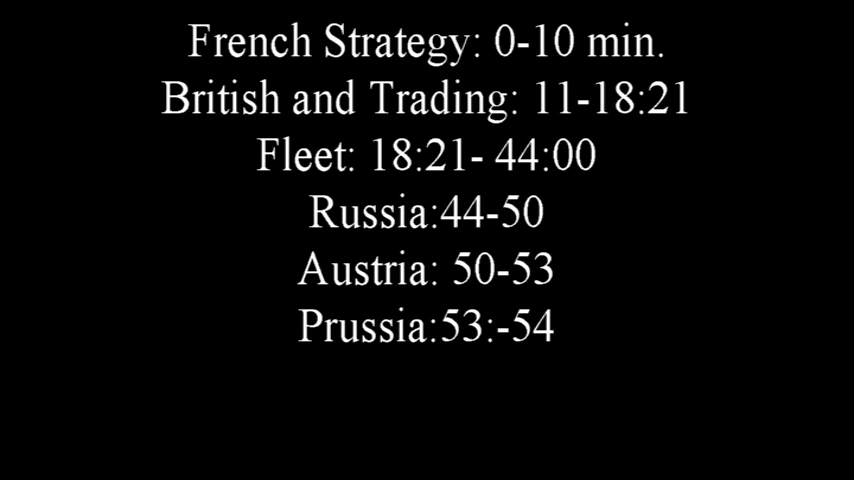 French Strategy: 0-10 min.
British and Trading: 11-18:21
Fleet: 18:21- 44:00
Russia:44-50
Austria: 50-53
Prussia:53:-54